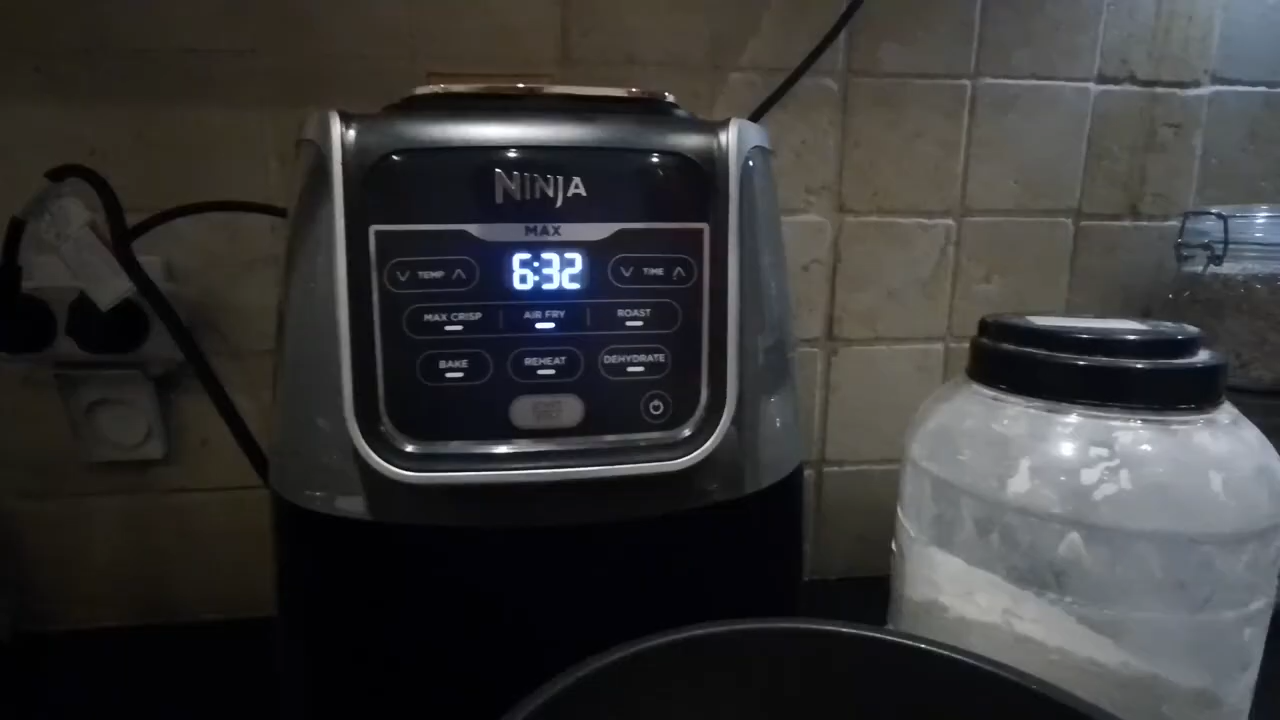 NINJA
MAX
TEMP 6:32 TIME
MAX CRISP AIR FRY ROAST
BAKE REHEAT DEHYDRATE